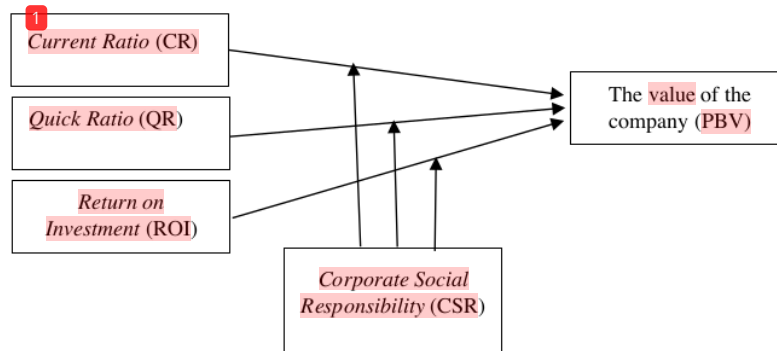 1
Current Ratio (CR)
Quick Ratio (QR)
Return on
Investment (ROI)
The value of the
company (PBV)
Corporate Social
Responsibility (CSR)